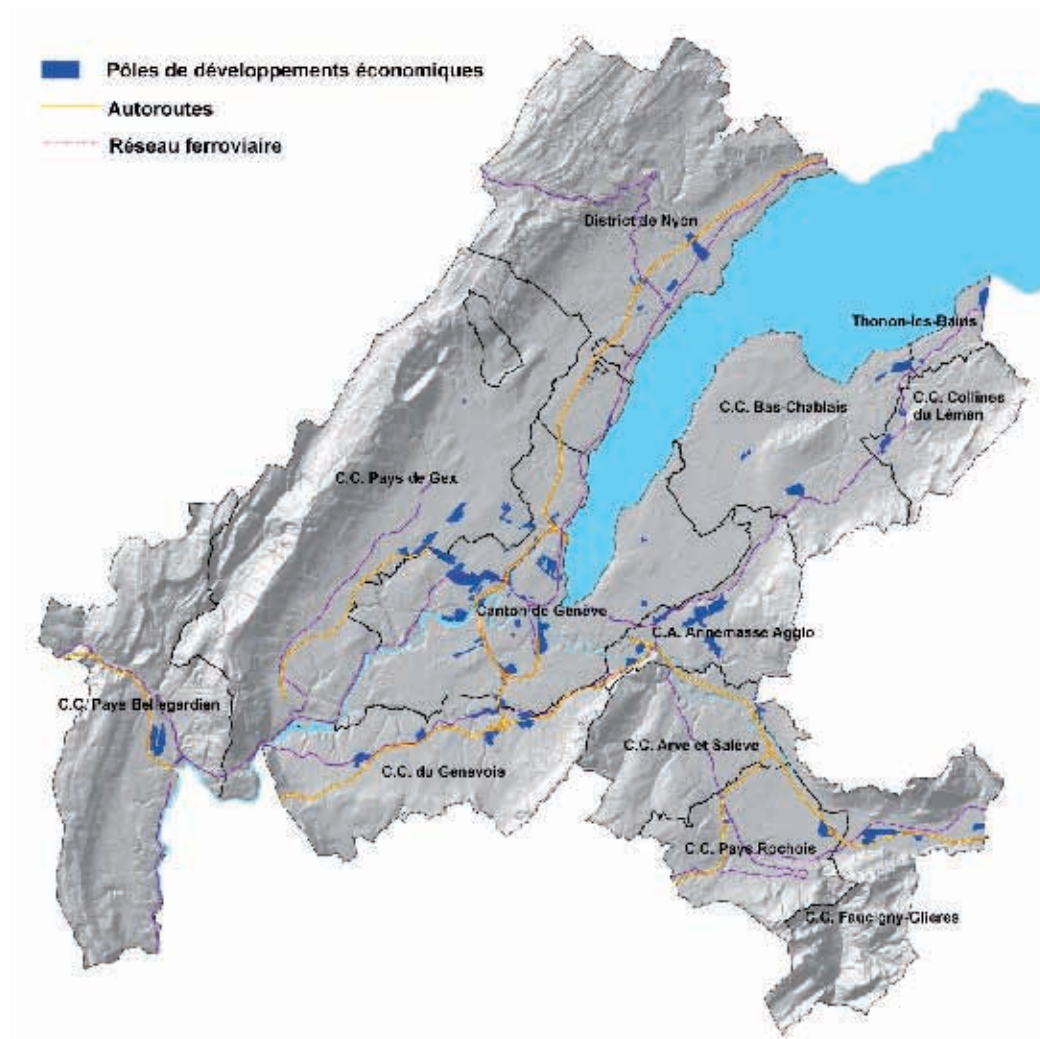 Pôles de développements économiques
Autoroutes
Réseau ferroviaire
District de Nyon
Thonon-les-Bains
C.C. Collines
du Léman
C.C. Bas-Chablais
C.C. Pays de Gex
Canton de Genève
C.A. Annemasse Agglo
C.C. Pays Bellegardien
C.C. Arve et Salève
C.C. du Genevois
C.C. Pays Rochois
C.C. Faucigny-Glieres